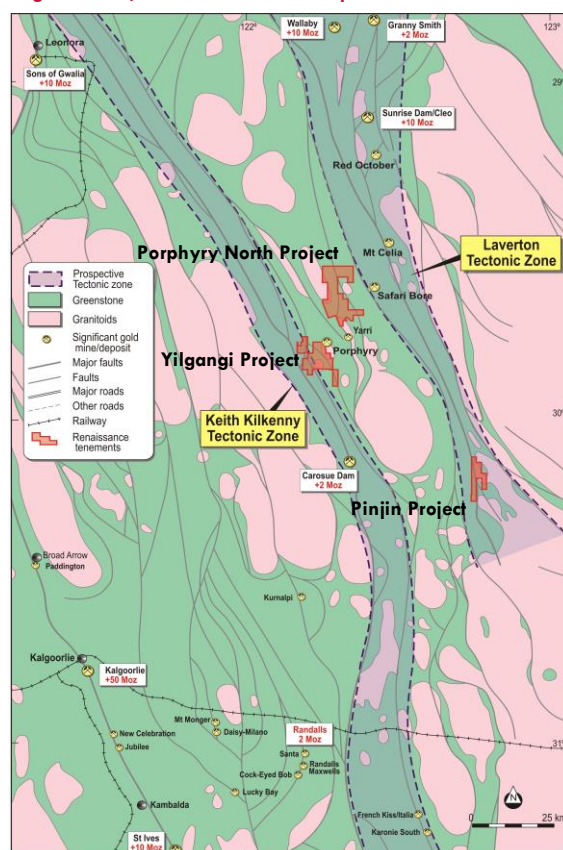 122°
123°
Wallaby
+10 Moz
Granny Smith
+2 Moz
Leonora
Sons of Gwalia
+10 Moz
29°
Sunrise Dam/Cleo
+10 Moz
Red October
Mt Celia
Laverton
Tectonic Zone
Porphyry North Project
Safari Bore
Prospective
Tectonic zone
Greenstone
Granitoids
Significant gold
mine/deposit
Major faults
Faults
Major roads
Other roads
Railway
Renaissance
tenements
Yarri
Porphyry
Yilgangi Project
Keith Kilkenny
Tectonic Zone
30°
Carosue Dam
+2 Moz
Pinjin Project
Broad Arrow
Paddington
Kurnalpi
Kalgoorlie
Kalgoorlie
+50 Moz
Mt Monger
Daisy-Milano
Randalls
2 Moz
New Celebration
Jubilee
31°
Santa
Randalls
Maxwells
Cock-Eyed Bob
Lucky Bay
Kambalda
French Kiss/Italia
Karonie South
N
0
25 km
St Ives
+10 Moz